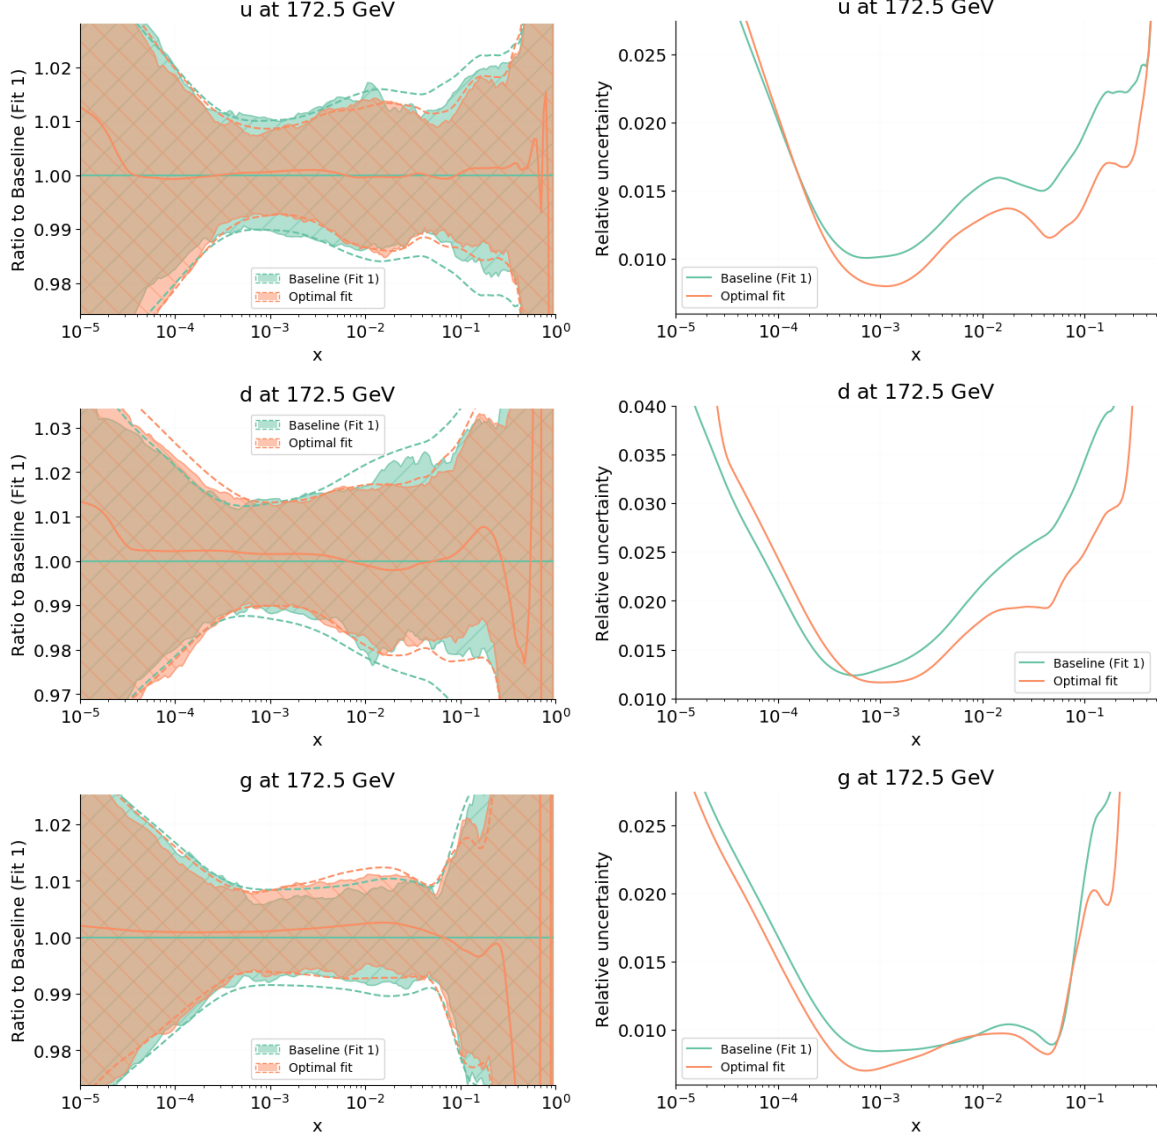 u at 172.5 GeV
Ratio to Baseline (Fit 1)
1.02
1.01
1.00
0.99
0.98
Baseline (Fit 1)
Optimal fit
10⁻⁵ 10⁻⁴ 10⁻³ 10⁻² 10⁻¹ 10⁰
x
u at 172.5 GeV
Relative uncertainty
0.025
0.020
0.015
0.010
Baseline (Fit 1)
Optimal fit
10⁻⁵ 10⁻⁴ 10⁻³ 10⁻² 10⁻¹
x
d at 172.5 GeV
Ratio to Baseline (Fit 1)
1.03
1.02
1.01
1.00
0.99
0.98
0.97
Baseline (Fit 1)
Optimal fit
10⁻⁵ 10⁻⁴ 10⁻³ 10⁻² 10⁻¹ 10⁰
x
d at 172.5 GeV
Relative uncertainty
0.040
0.035
0.030
0.025
0.020
0.015
0.010
Baseline (Fit 1)
Optimal fit
10⁻⁵ 10⁻⁴ 10⁻³ 10⁻² 10⁻¹
x
g at 172.5 GeV
Ratio to Baseline (Fit 1)
1.02
1.01
1.00
0.99
0.98
Baseline (Fit 1)
Optimal fit
10⁻⁵ 10⁻⁴ 10⁻³ 10⁻² 10⁻¹ 10⁰
x
g at 172.5 GeV
Relative uncertainty
0.025
0.020
0.015
0.010
Baseline (Fit 1)
Optimal fit
10⁻⁵ 10⁻⁴ 10⁻³ 10⁻² 10⁻¹
x